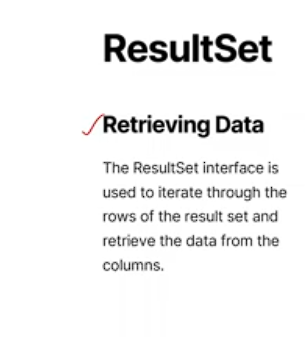 ResultSet
Retrieving Data
The ResultSet interface is
used to iterate through the
rows of the result set and
retrieve the data from the
columns.